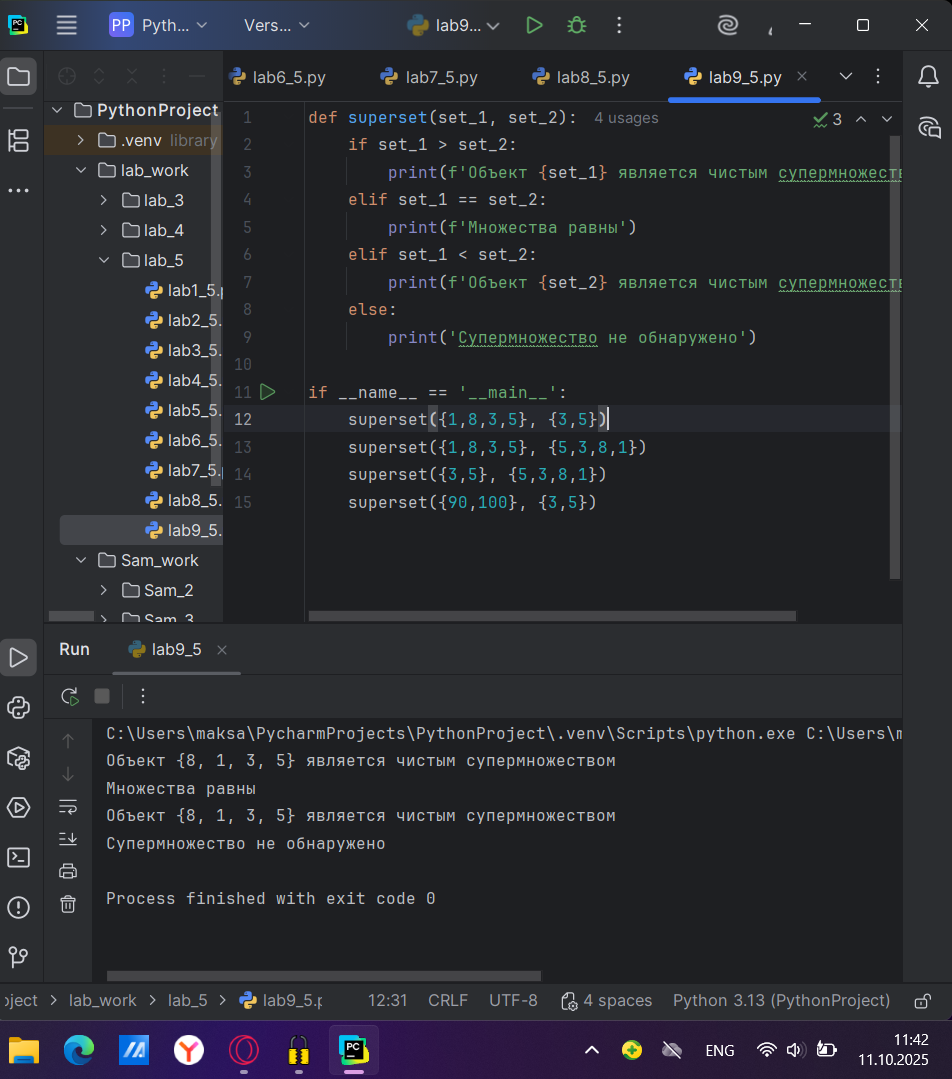 PC
PP Pyth...
Vers...
lab9...
lab6_5.py
lab7_5.py
lab8_5.py
lab9_5.py
PythonProject
.venv library
lab_work
lab_3
lab_4
lab_5
lab1_5.
lab2_5.
lab3_5.
lab4_5.
lab5_5.
lab6_5.
lab7_5.
lab8_5.
lab9_5.
Sam_work
Sam_2
Sam_3
3
1 def superset(set_1, set_2): 4 usages
2 if set_1 > set_2:
3 print(f'Объект {set_1} является чистым супермножеств
4 elif set_1 == set_2:
5 print(f'Множества равны')
6 elif set_1 < set_2:
7 print(f'Объект {set_2} является чистым супермножеств
8 else:
9 print('Супермножество не обнаружено')
10
11 if __name__ == '__main__':
12 superset({1,8,3,5}, {3,5})
13 superset({1,8,3,5}, {5,3,8,1})
14 superset({3,5}, {5,3,8,1})
15 superset({90,100}, {3,5})
Run
lab9_5
C:\Users\maksa\PycharmProjects\PythonProject\.venv\Scripts\python.exe C:\Users\m
Объект {8, 1, 3, 5} является чистым супермножеством
Множества равны
Объект {8, 1, 3, 5} является чистым супермножеством
Супермножество не обнаружено
Process finished with exit code 0
oject > lab_work > lab_5 > lab9_5.p
12:31 CRLF UTF-8 4 spaces Python 3.13 (PythonProject)
PC
ENG
11:42
11.10.2025